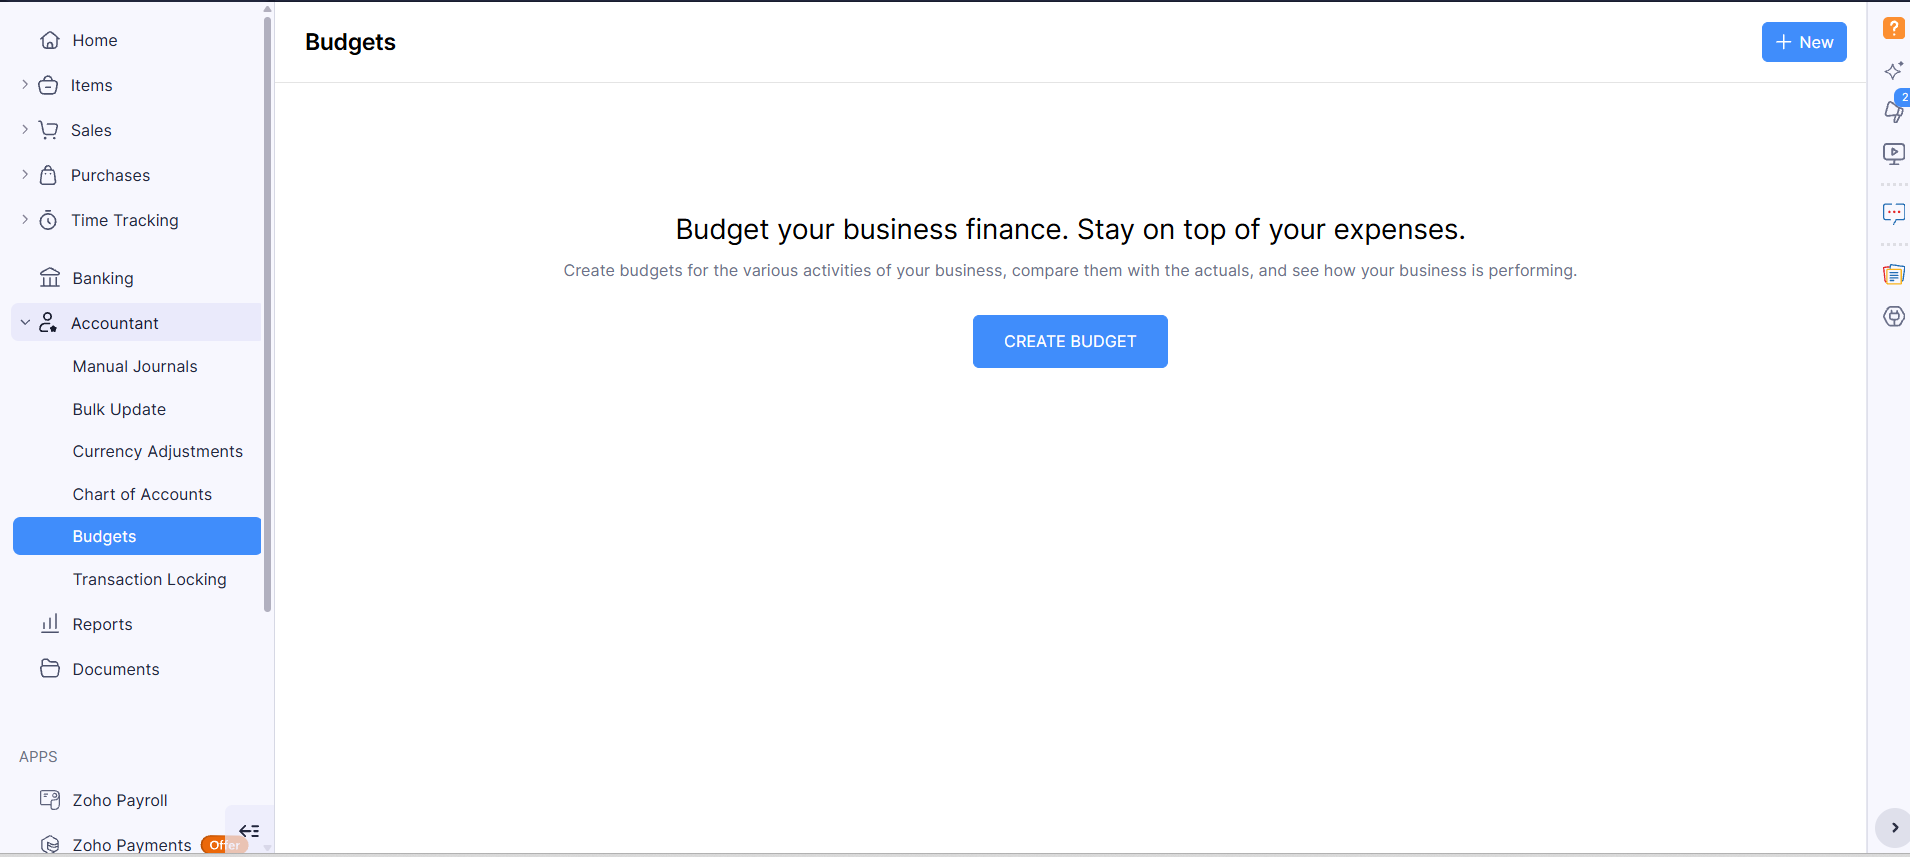 Home
Items
Sales
Purchases
Time Tracking
Banking
Accountant
Manual Journals
Bulk Update
Currency Adjustments
Chart of Accounts
Budgets
Transaction Locking
Reports
Documents
APPS
Zoho Payroll
Zoho Payments Offer
Budgets
+ New
Budget your business finance. Stay on top of your expenses.
Create budgets for the various activities of your business, compare them with the actuals, and see how your business is performing.
CREATE BUDGET
?
2